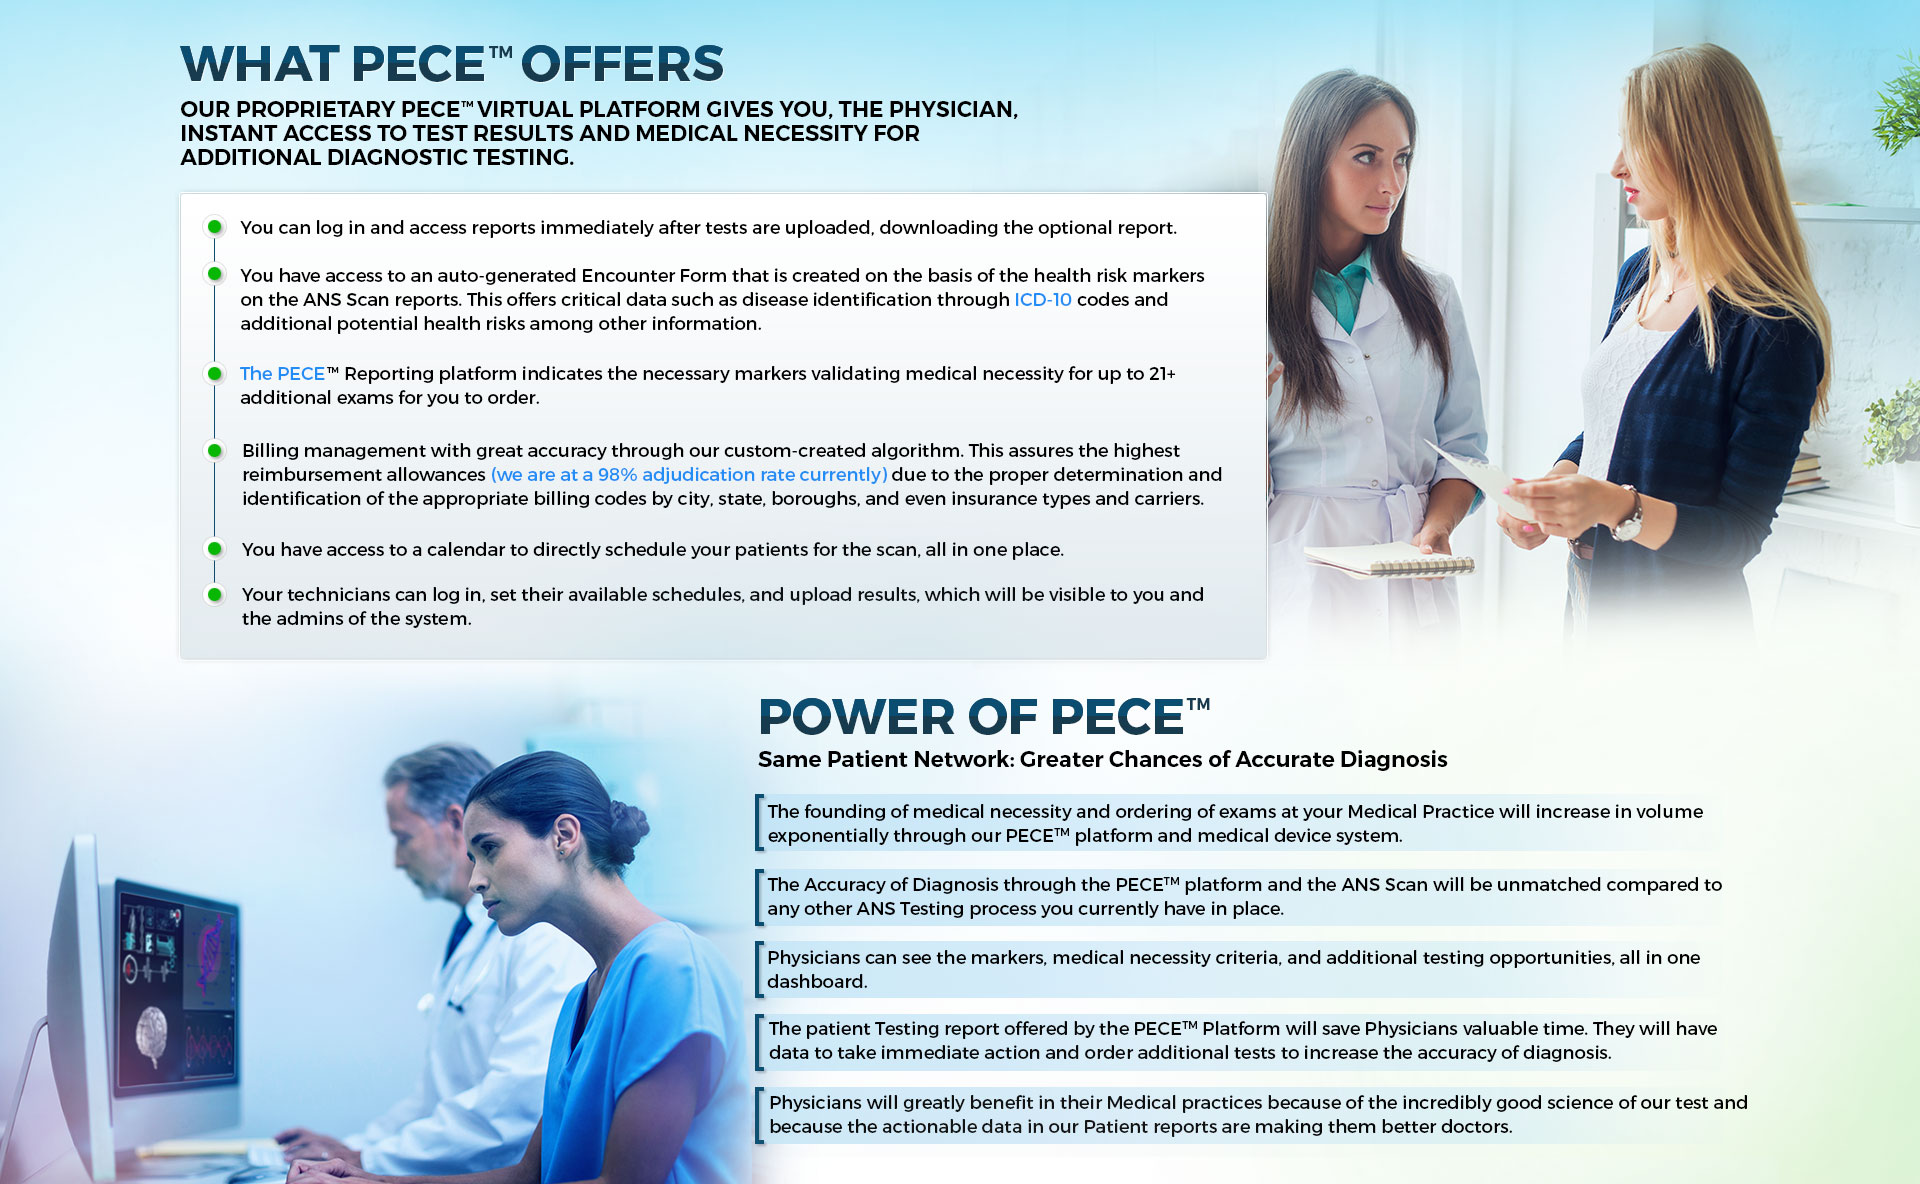 WHAT PECE™ OFFERS
OUR PROPRIETARY PECE™ VIRTUAL PLATFORM GIVES YOU, THE PHYSICIAN,
INSTANT ACCESS TO TEST RESULTS AND MEDICAL NECESSITY FOR
ADDITIONAL DIAGNOSTIC TESTING.
You can log in and access reports immediately after tests are uploaded, downloading the optional report.
You have access to an auto-generated Encounter Form that is created on the basis of the health risk markers
on the ANS Scan reports. This offers critical data such as disease identification through ICD-10 codes and
additional potential health risks among other information.
The PECE™ Reporting platform indicates the necessary markers validating medical necessity for up to 21+
additional exams for you to order.
Billing management with great accuracy through our custom-created algorithm. This assures the highest
reimbursement allowances (we are at a 98% adjudication rate currently) due to the proper determination and
identification of the appropriate billing codes by city, state, boroughs, and even insurance types and carriers.
You have access to a calendar to directly schedule your patients for the scan, all in one place.
Your technicians can log in, set their available schedules, and upload results, which will be visible to you and
the admins of the system.
POWER OF PECE™
Same Patient Network: Greater Chances of Accurate Diagnosis
The founding of medical necessity and ordering of exams at your Medical Practice will increase in volume
exponentially through our PECE™ platform and medical device system.
The Accuracy of Diagnosis through the PECE™ platform and the ANS Scan will be unmatched compared to
any other ANS Testing process you currently have in place.
Physicians can see the markers, medical necessity criteria, and additional testing opportunities, all in one
dashboard.
The patient Testing report offered by the PECE™ Platform will save Physicians valuable time. They will have
data to take immediate action and order additional tests to increase the accuracy of diagnosis.
Physicians will greatly benefit in their Medical practices because of the incredibly good science of our test and
because the actionable data in our Patient reports are making them better doctors.